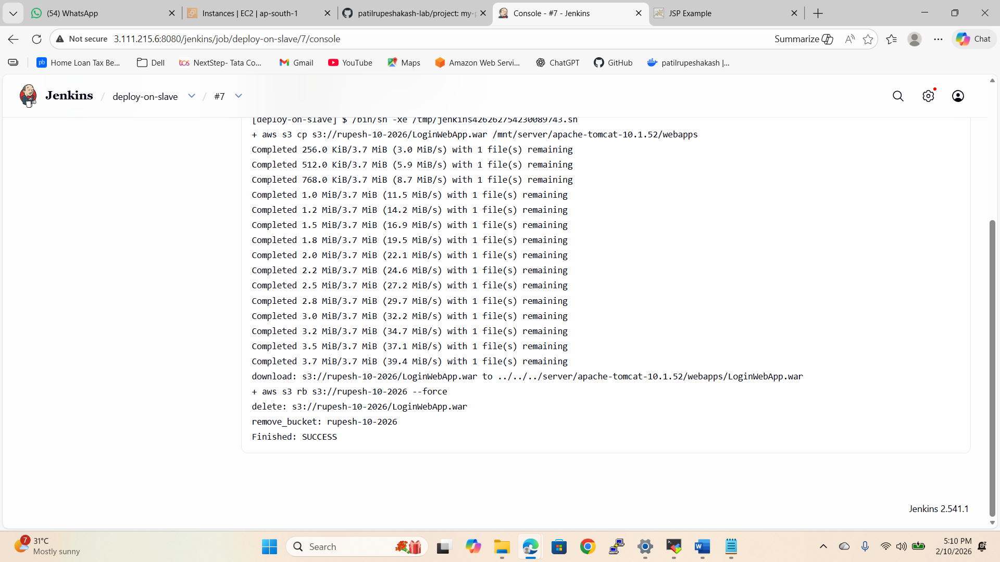 (54) WhatsApp
Instances | EC2 | ap-south-1
patilrupeshakash-lab/project: my-p
Console - #7 - Jenkins
JSP Example
Not secure 3.111.215.6:8080/jenkins/job/deploy-on-slave/7/console
Summarize
Chat
Home Loan Tax Be...
Dell
NextStep- Tata Co...
Gmail
YouTube
Maps
Amazon Web Servi...
ChatGPT
GitHub
patilrupeshakash |...
Jenkins / deploy-on-slave / #7
[deploy-on-slave] $ /bin/sh -xe /tmp/jenkins426262754230089743.sh
+ aws s3 cp s3://rupesh-10-2026/LoginWebApp.war /mnt/server/apache-tomcat-10.1.52/webapps
Completed 256.0 KiB/3.7 MiB (3.0 MiB/s) with 1 file(s) remaining
Completed 512.0 KiB/3.7 MiB (5.9 MiB/s) with 1 file(s) remaining
Completed 768.0 KiB/3.7 MiB (8.7 MiB/s) with 1 file(s) remaining
Completed 1.0 MiB/3.7 MiB (11.5 MiB/s) with 1 file(s) remaining
Completed 1.2 MiB/3.7 MiB (14.2 MiB/s) with 1 file(s) remaining
Completed 1.5 MiB/3.7 MiB (16.9 MiB/s) with 1 file(s) remaining
Completed 1.8 MiB/3.7 MiB (19.5 MiB/s) with 1 file(s) remaining
Completed 2.0 MiB/3.7 MiB (22.1 MiB/s) with 1 file(s) remaining
Completed 2.2 MiB/3.7 MiB (24.6 MiB/s) with 1 file(s) remaining
Completed 2.5 MiB/3.7 MiB (27.2 MiB/s) with 1 file(s) remaining
Completed 2.8 MiB/3.7 MiB (29.7 MiB/s) with 1 file(s) remaining
Completed 3.0 MiB/3.7 MiB (32.2 MiB/s) with 1 file(s) remaining
Completed 3.2 MiB/3.7 MiB (34.7 MiB/s) with 1 file(s) remaining
Completed 3.5 MiB/3.7 MiB (37.1 MiB/s) with 1 file(s) remaining
Completed 3.7 MiB/3.7 MiB (39.4 MiB/s) with 1 file(s) remaining
download: s3://rupesh-10-2026/LoginWebApp.war to ../../../server/apache-tomcat-10.1.52/webapps/LoginWebApp.war
+ aws s3 rb s3://rupesh-10-2026 --force
delete: s3://rupesh-10-2026/LoginWebApp.war
remove_bucket: rupesh-10-2026
Finished: SUCCESS
Jenkins 2.541.1
7
31°C
Mostly sunny
Search
5:10 PM
2/10/2026